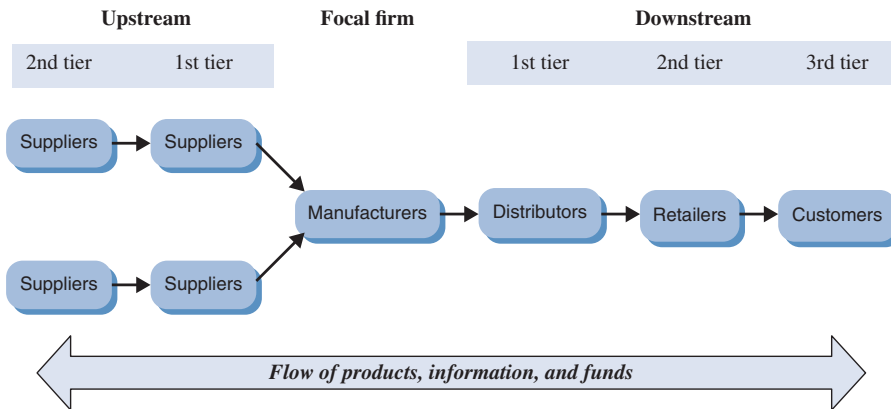 Upstream Focal firm Downstream
2nd tier 1st tier 1st tier 2nd tier 3rd tier
Suppliers Suppliers
Manufacturers Distributors Retailers Customers
Suppliers Suppliers
Flow of products, information, and funds